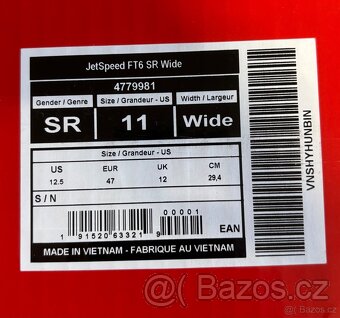 JetSpeed FT6 SR Wide
4779981
Gender / Genre
Size / Grandeur - US
Width / Largeur
SR
11
Wide
Size / Grandeur - US
US
EUR
UK
CM
12.5
47
12
29,4
S / N
00001
1 91520 63321 9
EAN
MADE IN VIETNAM - FABRIQUE AU VIETNAM
VNSHYHUNBIN
Bazos.cz
Bazos.cz